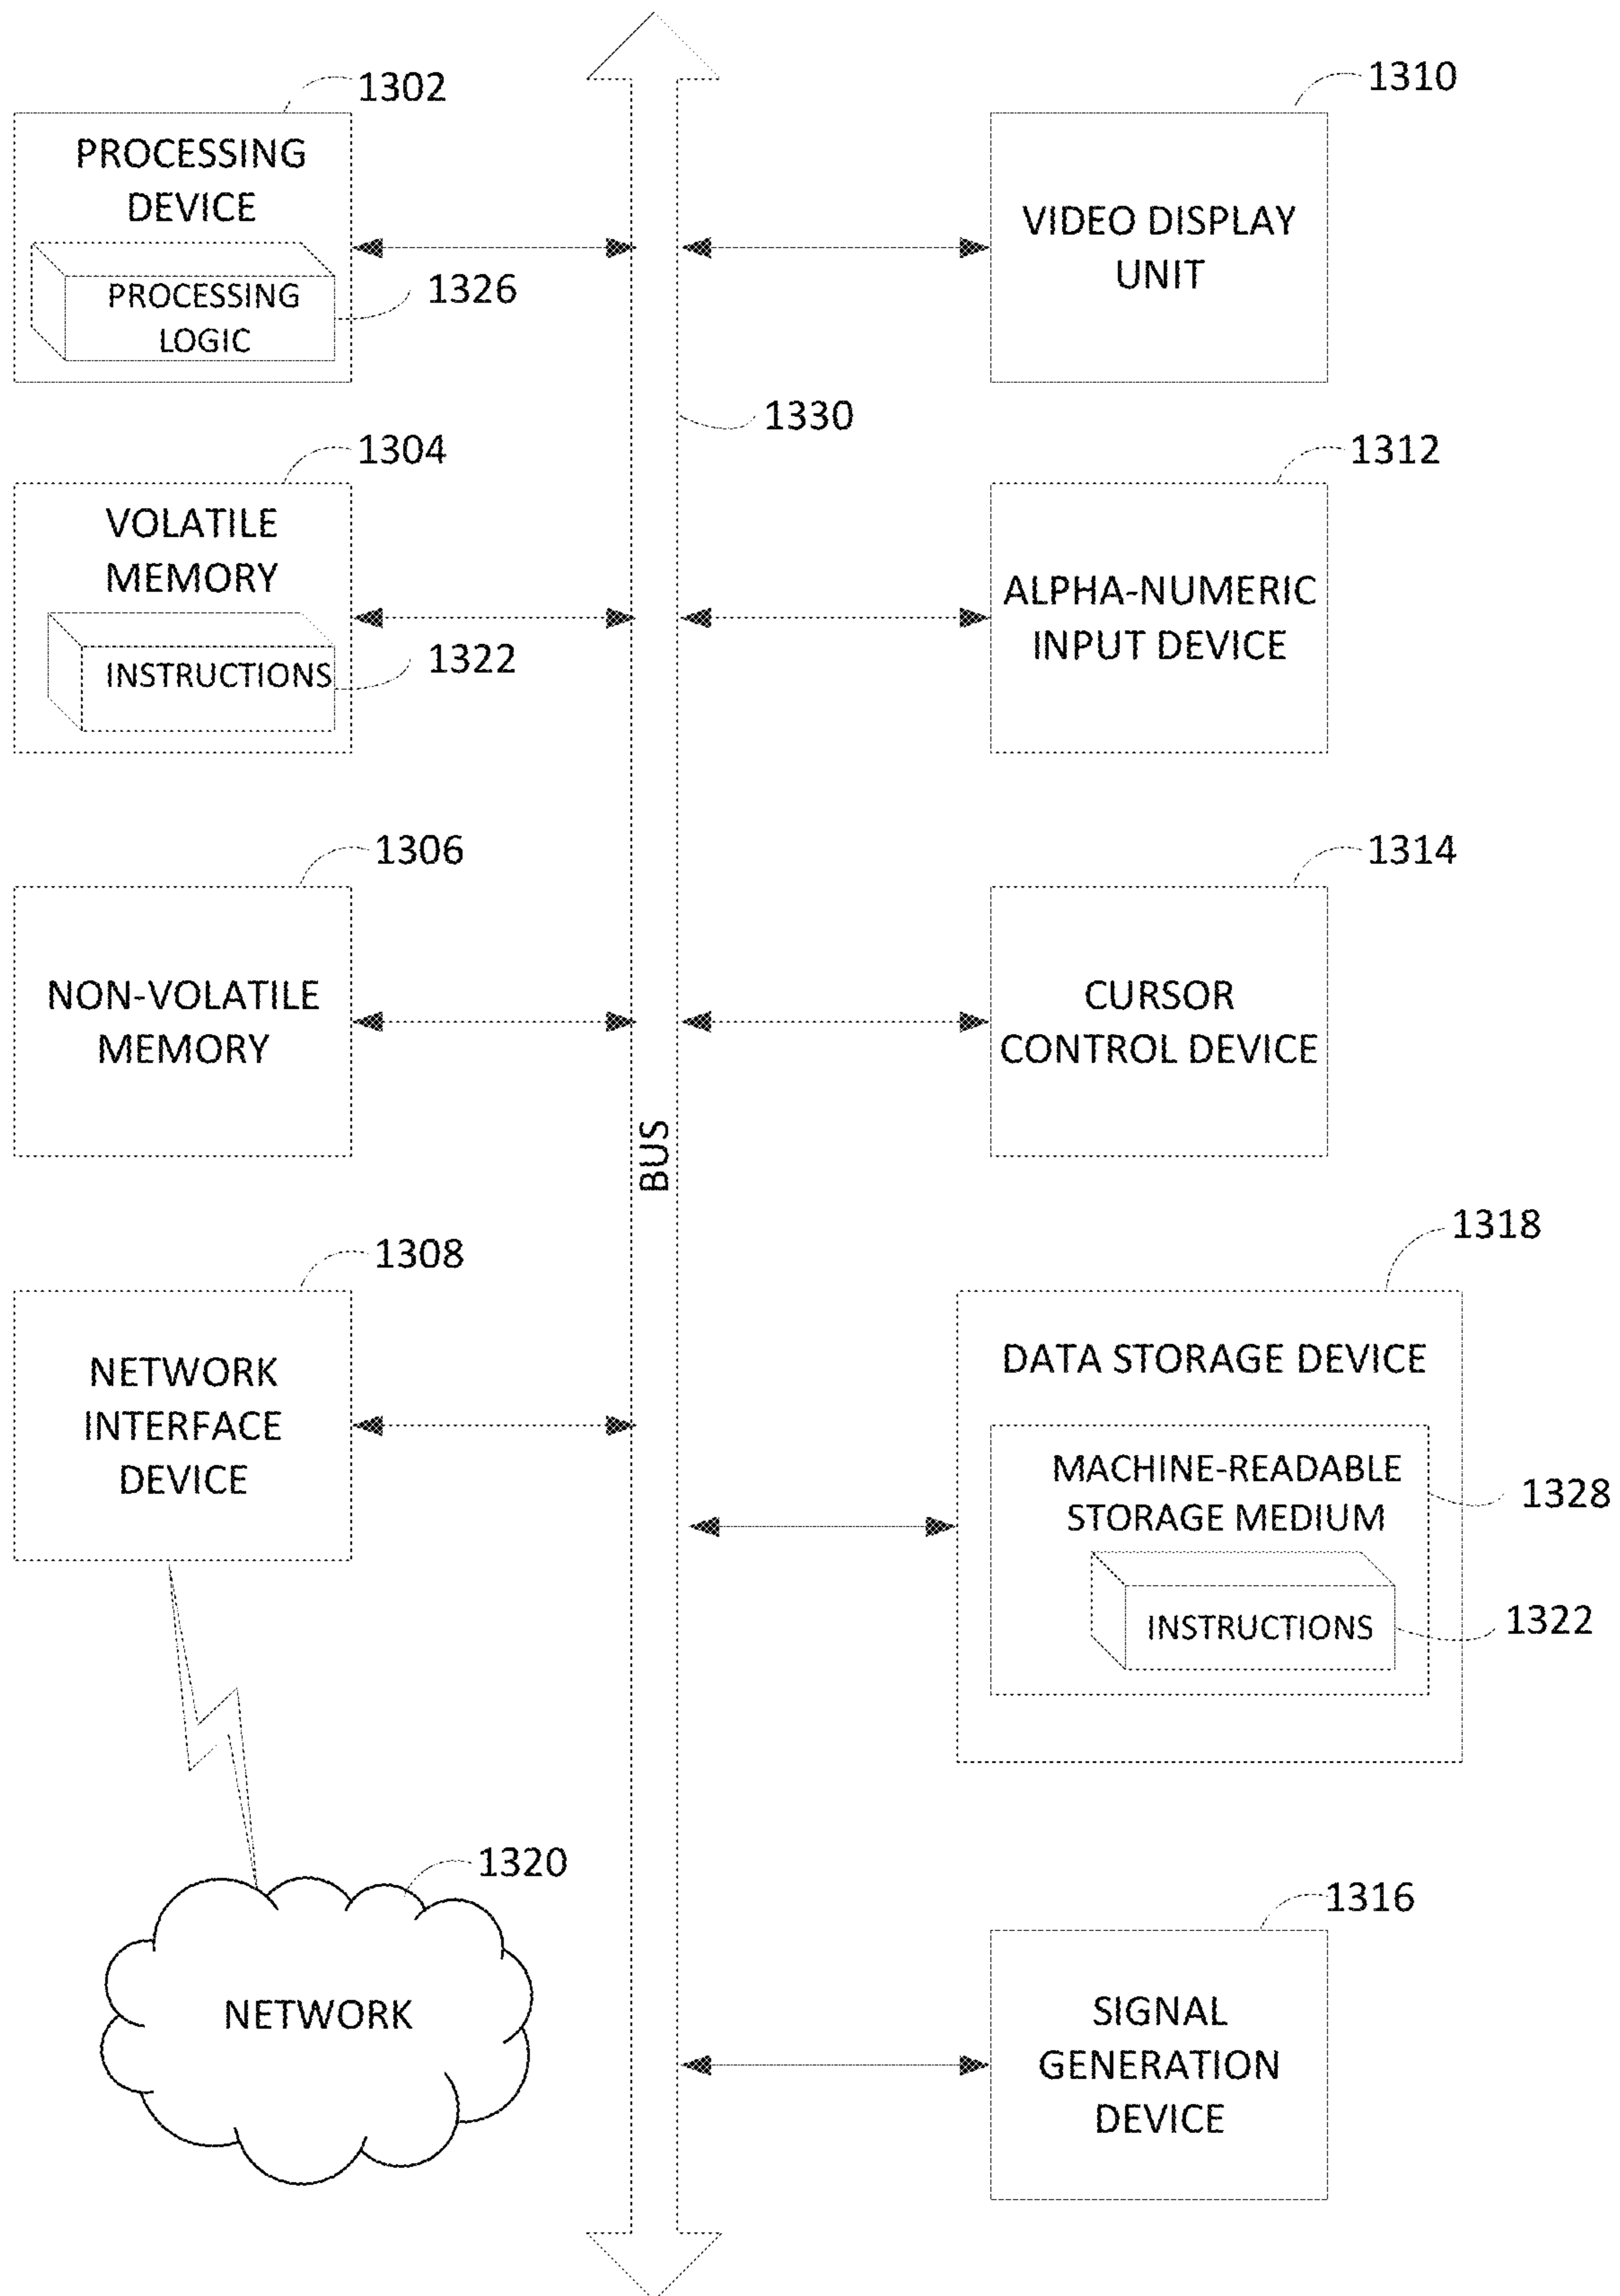 1302
PROCESSING
DEVICE
PROCESSING
LOGIC
1326
1304
VOLATILE
MEMORY
INSTRUCTIONS
1322
1306
NON-VOLATILE
MEMORY
1308
NETWORK
INTERFACE
DEVICE
1320
NETWORK
1330
BUS
1310
VIDEO DISPLAY
UNIT
1312
ALPHA-NUMERIC
INPUT DEVICE
1314
CURSOR
CONTROL DEVICE
1318
DATA STORAGE DEVICE
MACHINE-READABLE
STORAGE MEDIUM
1328
INSTRUCTIONS
1322
1316
SIGNAL
GENERATION
DEVICE